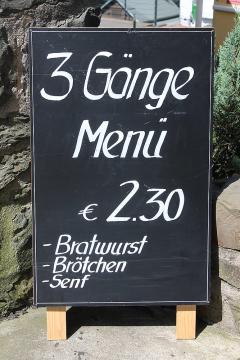 3 Gänge
Menü
€ 2.30
- Bratwurst
- Brötchen
- Senf